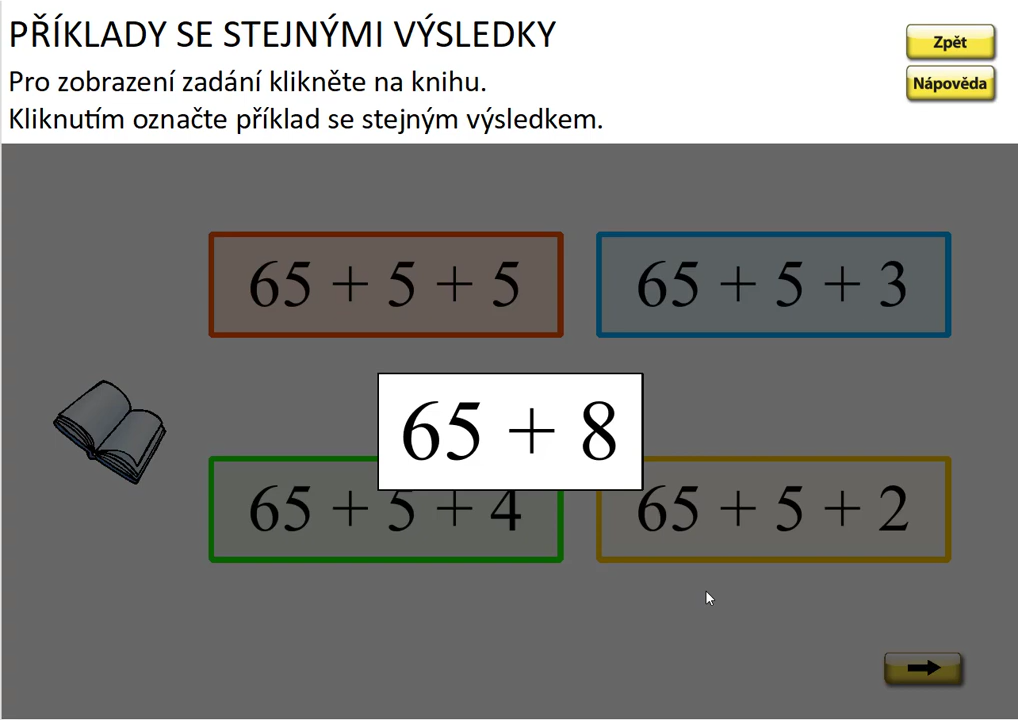 PŘÍKLADY SE STEJNÝMI VÝSLEDKY
Zpět
Pro zobrazení zadání klikněte na knihu.
Nápověda
Kliknutím označte příklad se stejným výsledkem.
65 + 5 + 5
65 + 5 + 3
65 + 8
65 + 5 + 4
65 + 5 + 2